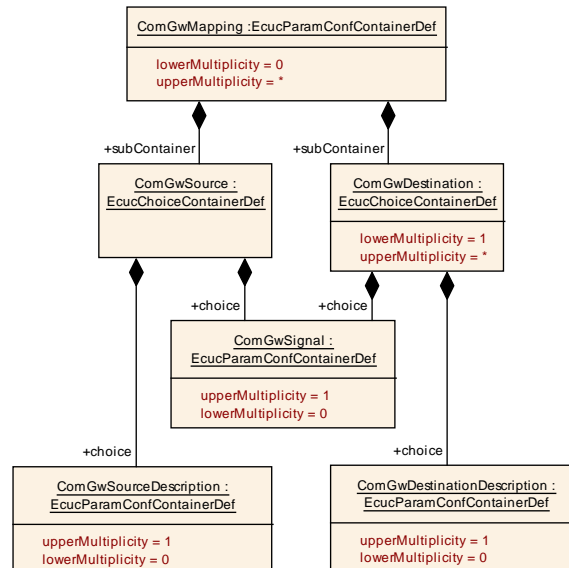 ComGwMapping :EcucParamConfContainerDef
lowerMultiplicity = 0
upperMultiplicity = *
+subContainer
+subContainer
ComGwSource :
EcucChoiceContainerDef
ComGwDestination :
EcucChoiceContainerDef
lowerMultiplicity = 1
upperMultiplicity = *
+choice
+choice
ComGwSignal :
EcucParamConfContainerDef
upperMultiplicity = 1
lowerMultiplicity = 0
+choice
+choice
ComGwSourceDescription :
EcucParamConfContainerDef
upperMultiplicity = 1
lowerMultiplicity = 0
ComGwDestinationDescription :
EcucParamConfContainerDef
upperMultiplicity = 1
lowerMultiplicity = 0